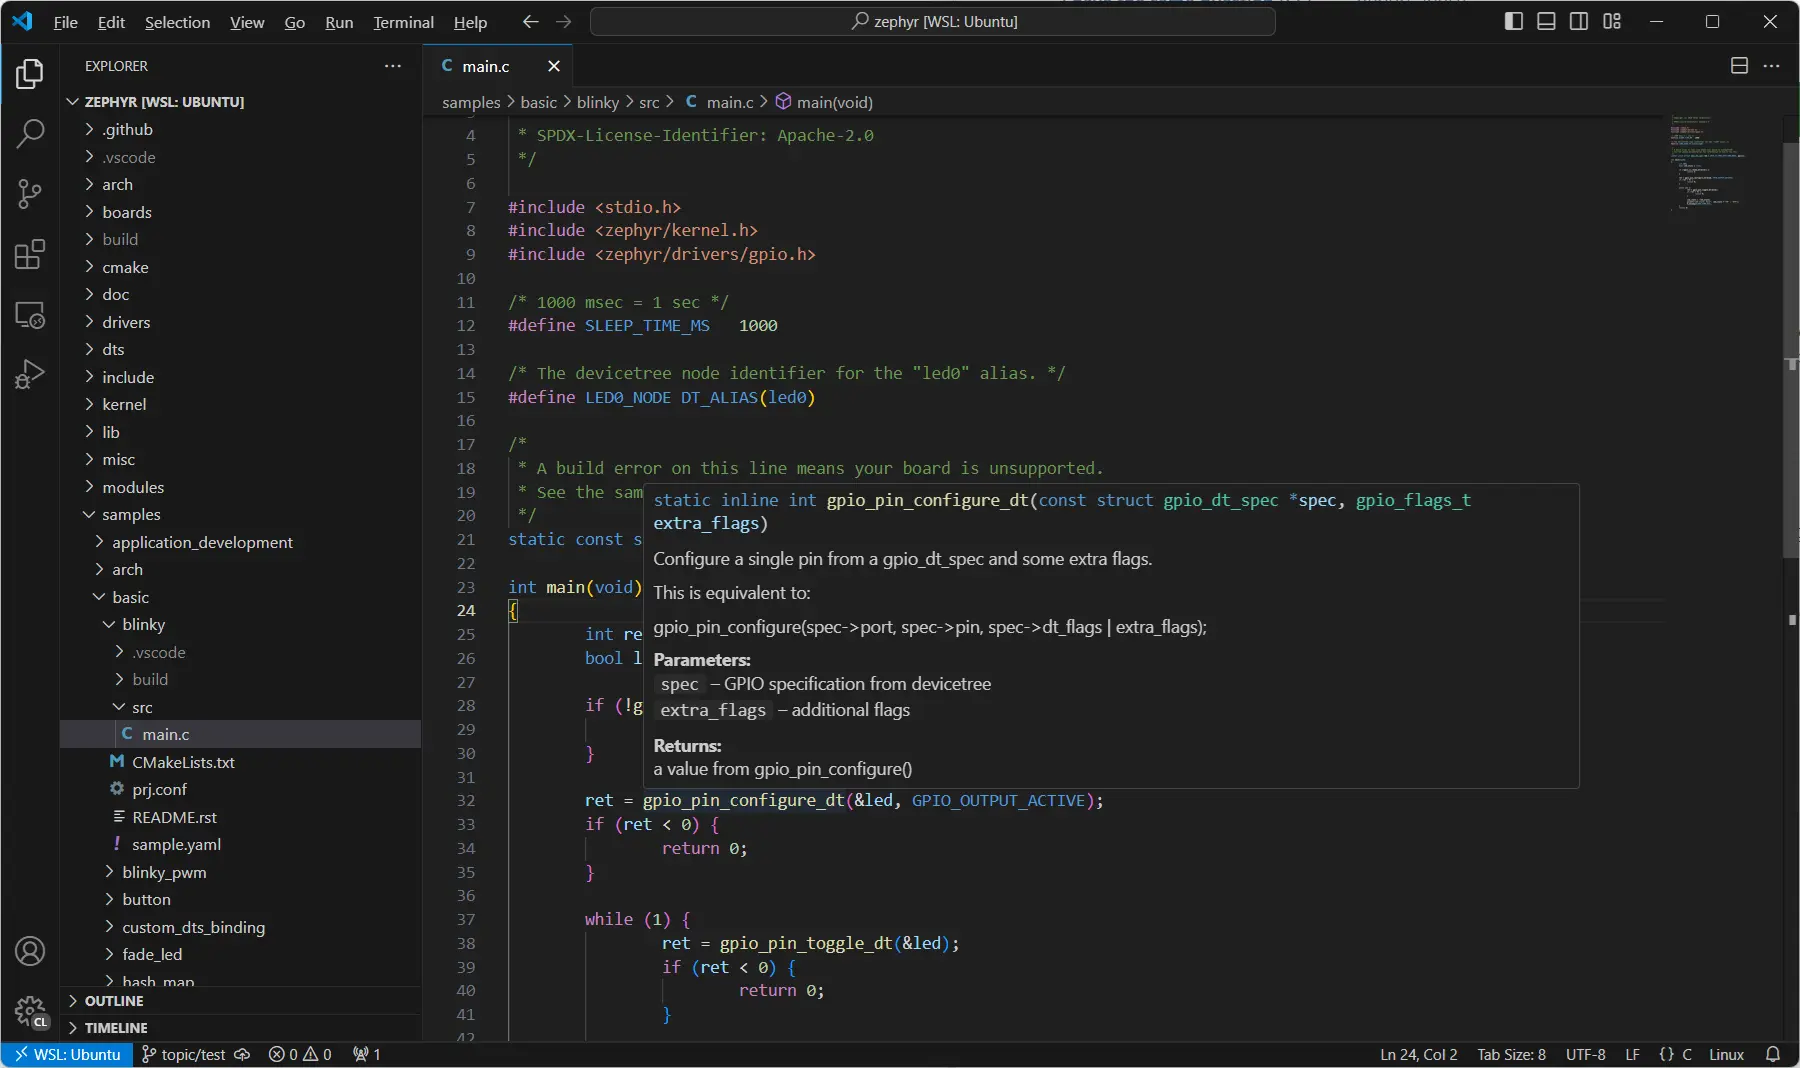 File Edit Selection View Go Run Terminal Help
zephyr [WSL: Ubuntu]
EXPLORER
ZEPHYR [WSL: UBUNTU]
.github
.vscode
arch
boards
build
cmake
doc
drivers
dts
include
kernel
lib
misc
modules
samples
application_development
arch
basic
blinky
.vscode
build
src
C main.c
M CMakeLists.txt
prj.conf
README.rst
! sample.yaml
blinky_pwm
button
custom_dts_binding
fade_led
hash_map
OUTLINE
TIMELINE
CL
C main.c
samples > basic > blinky > src > C main.c > main(void)
4 * SPDX-License-Identifier: Apache-2.0
5 */
6
7 #include <stdio.h>
8 #include <zephyr/kernel.h>
9 #include <zephyr/drivers/gpio.h>
10
11 /* 1000 msec = 1 sec */
12 #define SLEEP_TIME_MS 1000
13
14 /* The devicetree node identifier for the "led0" alias. */
15 #define LED0_NODE DT_ALIAS(led0)
16
17 /*
18 * A build error on this line means your board is unsupported.
19 * See the sam
20 */
21 static const s
22
23 int main(void)
24 {
25 int re
26 bool l
27
28 if (!g
29
30 }
31
static inline int gpio_pin_configure_dt(const struct gpio_dt_spec *spec, gpio_flags_t
extra_flags)
Configure a single pin from a gpio_dt_spec and some extra flags.
This is equivalent to:
gpio_pin_configure(spec->port, spec->pin, spec->dt_flags | extra_flags);
Parameters:
spec – GPIO specification from devicetree
extra_flags – additional flags
Returns:
a value from gpio_pin_configure()
32 ret = gpio_pin_configure_dt(&led, GPIO_OUTPUT_ACTIVE);
33 if (ret < 0) {
34 return 0;
35 }
36
37 while (1) {
38 ret = gpio_pin_toggle_dt(&led);
39 if (ret < 0) {
40 return 0;
41 }
42
WSL: Ubuntu topic/test 0 0 1
Ln 24, Col 2 Tab Size: 8 UTF-8 LF {} C Linux